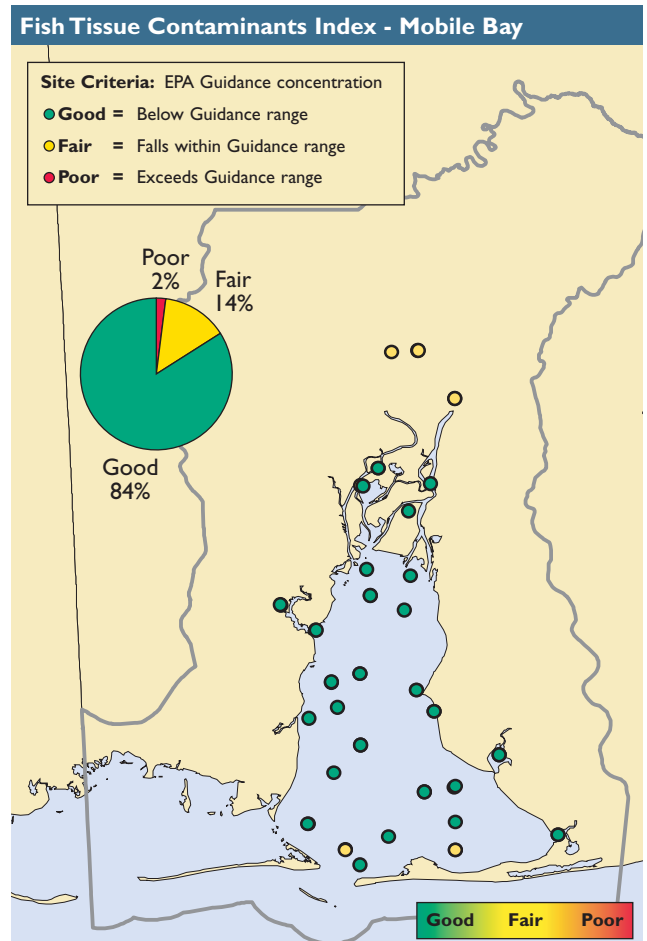 Fish Tissue Contaminants Index - Mobile Bay
Site Criteria: EPA Guidance concentration
Good = Below Guidance range
Fair = Falls within Guidance range
Poor = Exceeds Guidance range
Poor
2%
Fair
14%
Good
84%
Good Fair Poor